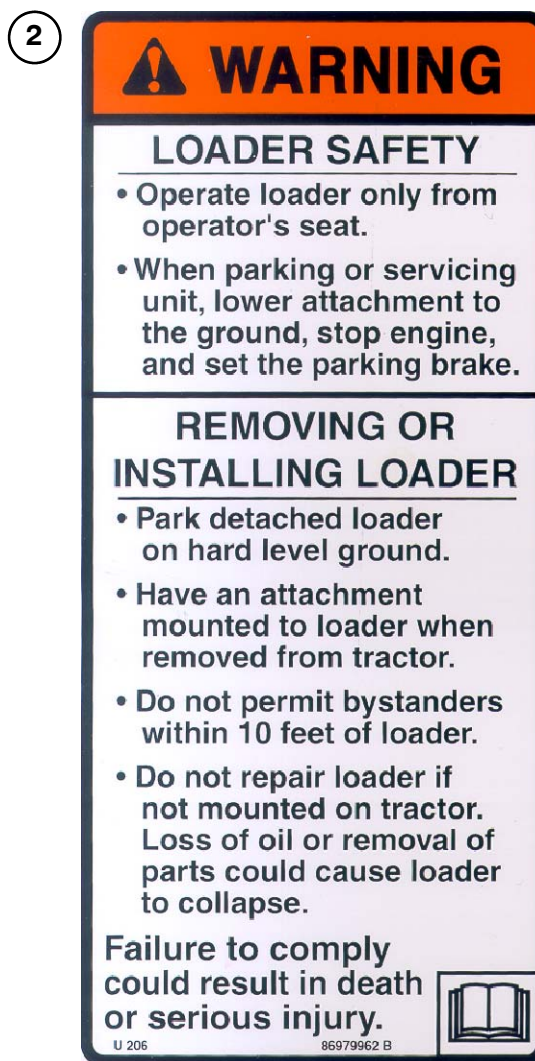 2
WARNING
LOADER SAFETY
• Operate loader only from
operator's seat.
• When parking or servicing
unit, lower attachment to
the ground, stop engine,
and set the parking brake.
REMOVING OR
INSTALLING LOADER
• Park detached loader
on hard level ground.
• Have an attachment
mounted to loader when
removed from tractor.
• Do not permit bystanders
within 10 feet of loader.
• Do not repair loader if
not mounted on tractor.
Loss of oil or removal of
parts could cause loader
to collapse.
Failure to comply
could result in death
or serious injury.
U 206 86979962 B